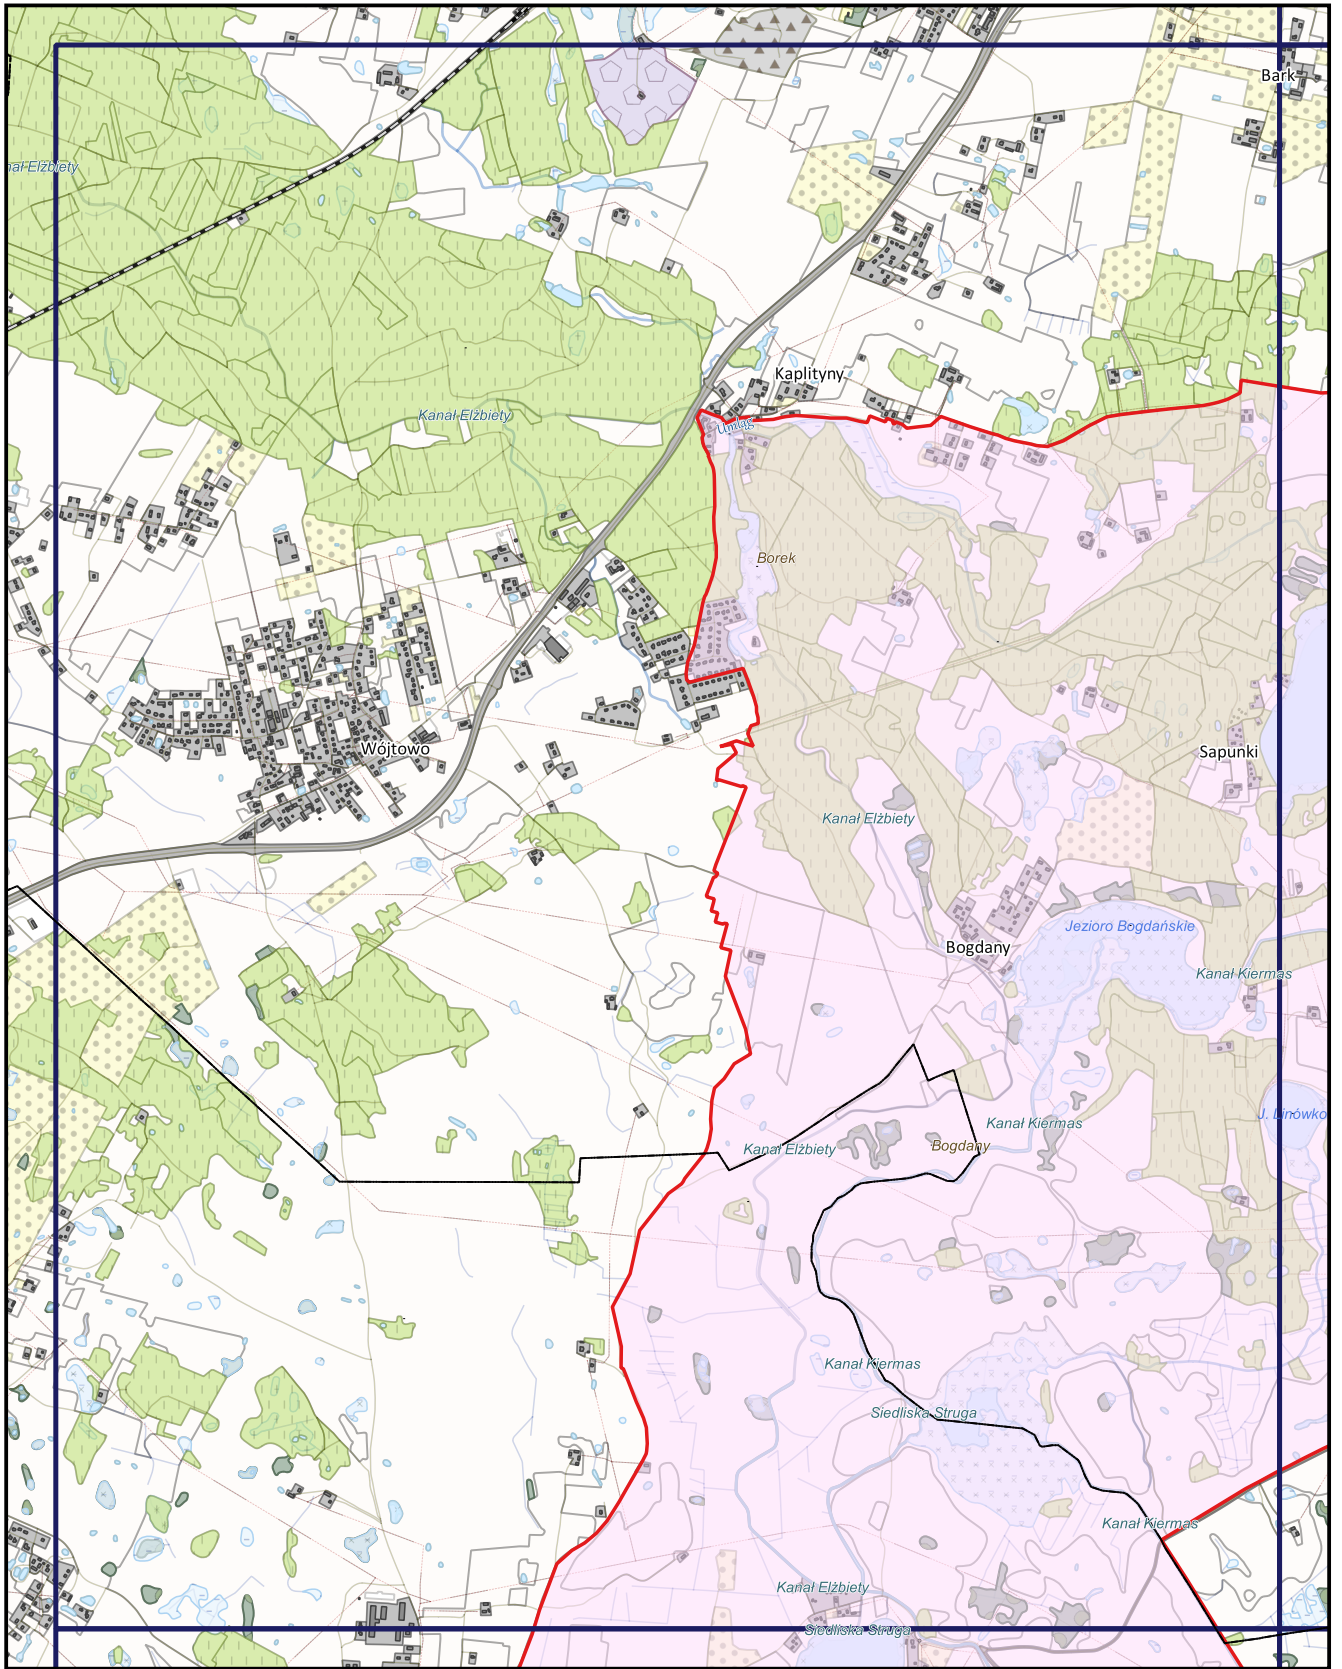 Bark
nał Elżbiety
Kaplityny
Kanał Elżbiety
Umląg
Borek
Wójtowo
Sapunki
Kanał Elżbiety
Jezioro Bogdańskie
Bogdany
Kanał Kiermas
J. Linówko
Kanał Kiermas
Kanał Elżbiety
Bogdany
Kanał Kiermas
Siedliska Struga
Kanał Kiermas
Kanał Elżbiety
Siedliska Struga